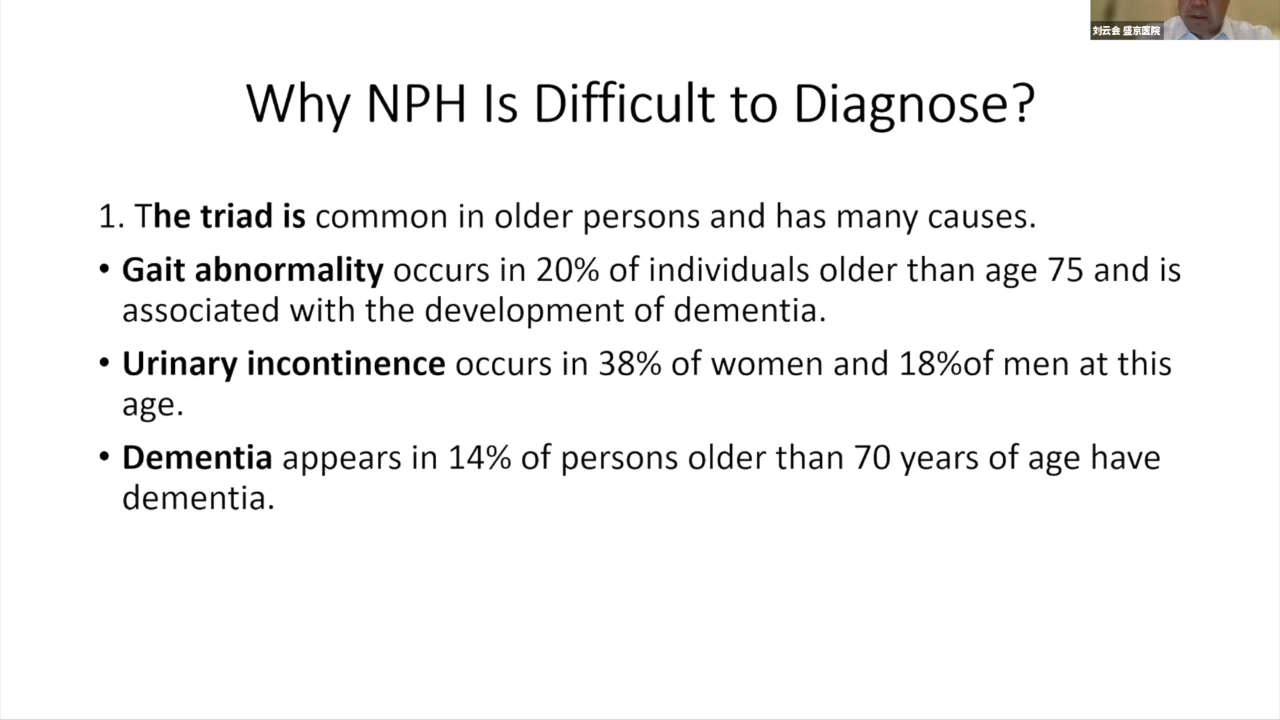 刘云会 盛京医院
Why NPH Is Difficult to Diagnose?
1. The triad is common in older persons and has many causes.
• Gait abnormality occurs in 20% of individuals older than age 75 and is
associated with the development of dementia.
• Urinary incontinence occurs in 38% of women and 18%of men at this
age.
• Dementia appears in 14% of persons older than 70 years of age have
dementia.